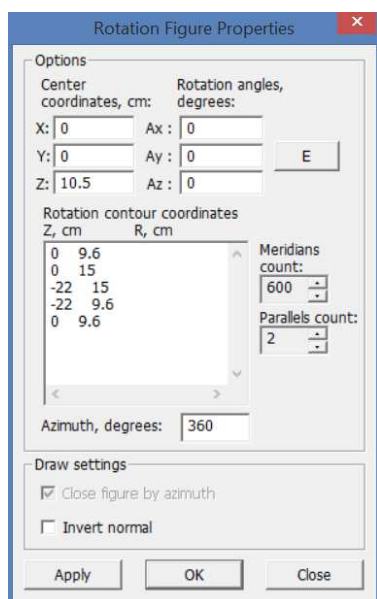 Rotation Figure Properties
Options
Center coordinates, cm:
Rotation angles, degrees:
X: 0 Ax : 0
Y: 0 Ay : 0 E
Z: 10.5 Az : 0
Rotation contour coordinates
Z, cm R, cm
0 9.6
0 15
-22 15
-22 9.6
0 9.6
Meridians count:
600
Parallels count:
2
Azimuth, degrees: 360
Draw settings
Close figure by azimuth
Invert normal
Apply OK Close